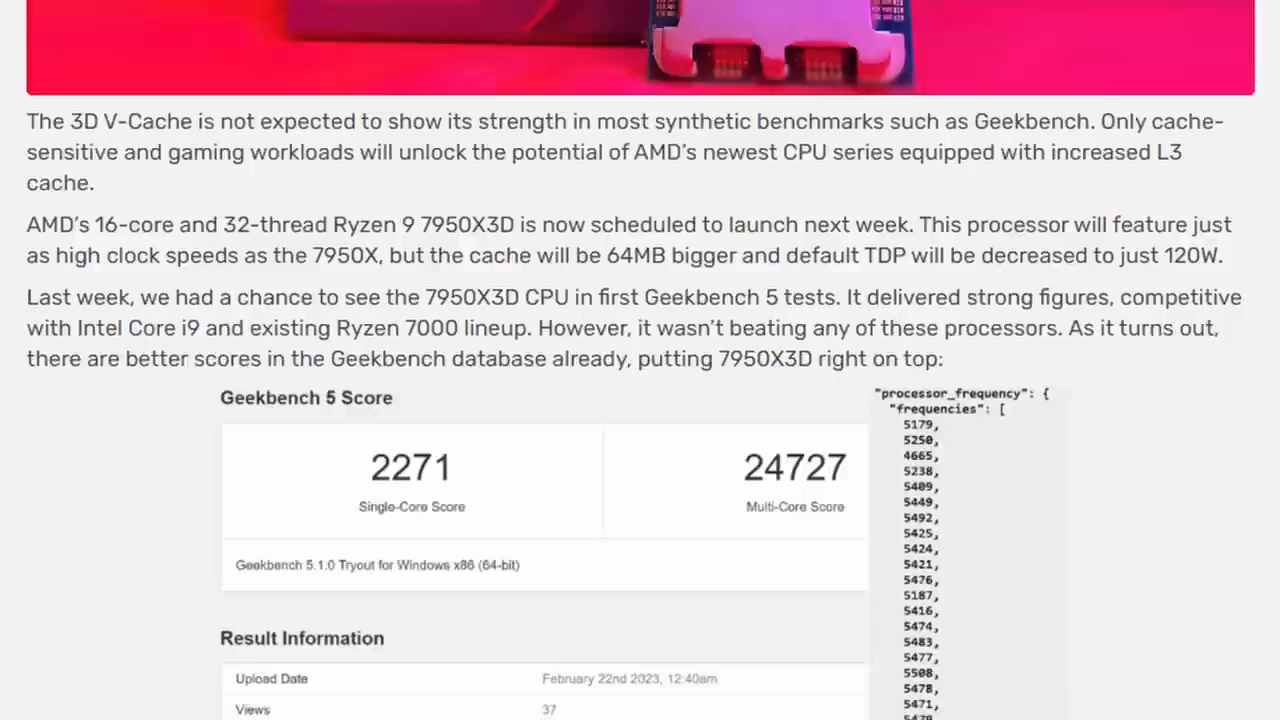 The 3D V-Cache is not expected to show its strength in most synthetic benchmarks such as Geekbench. Only cache-
sensitive and gaming workloads will unlock the potential of AMD's newest CPU series equipped with increased L3
cache.
AMD's 16-core and 32-thread Ryzen 9 7950X3D is now scheduled to launch next week. This processor will feature just
as high clock speeds as the 7950X, but the cache will be 64MB bigger and default TDP will be decreased to just 120W.
Last week, we had a chance to see the 7950X3D CPU in first Geekbench 5 tests. It delivered strong figures, competitive
with Intel Core i9 and existing Ryzen 7000 lineup. However, it wasn't beating any of these processors. As it turns out,
there are better scores in the Geekbench database already, putting 7950X3D right on top:
Geekbench 5 Score
2271
24727
Single-Core Score
Multi-Core Score
Geekbench 5.1.0 Tryout for Windows x86 (64-bit)
Result Information
Upload Date
February 22nd 2023, 12:40am
Views
37
"processor_frequency": {
"frequencies": [
5179,
5250,
4665,
5238,
5409,
5449,
5492,
5425,
5424,
5421,
5476,
5187,
5416,
5474,
5483,
5477,
5508,
5478,
5471,